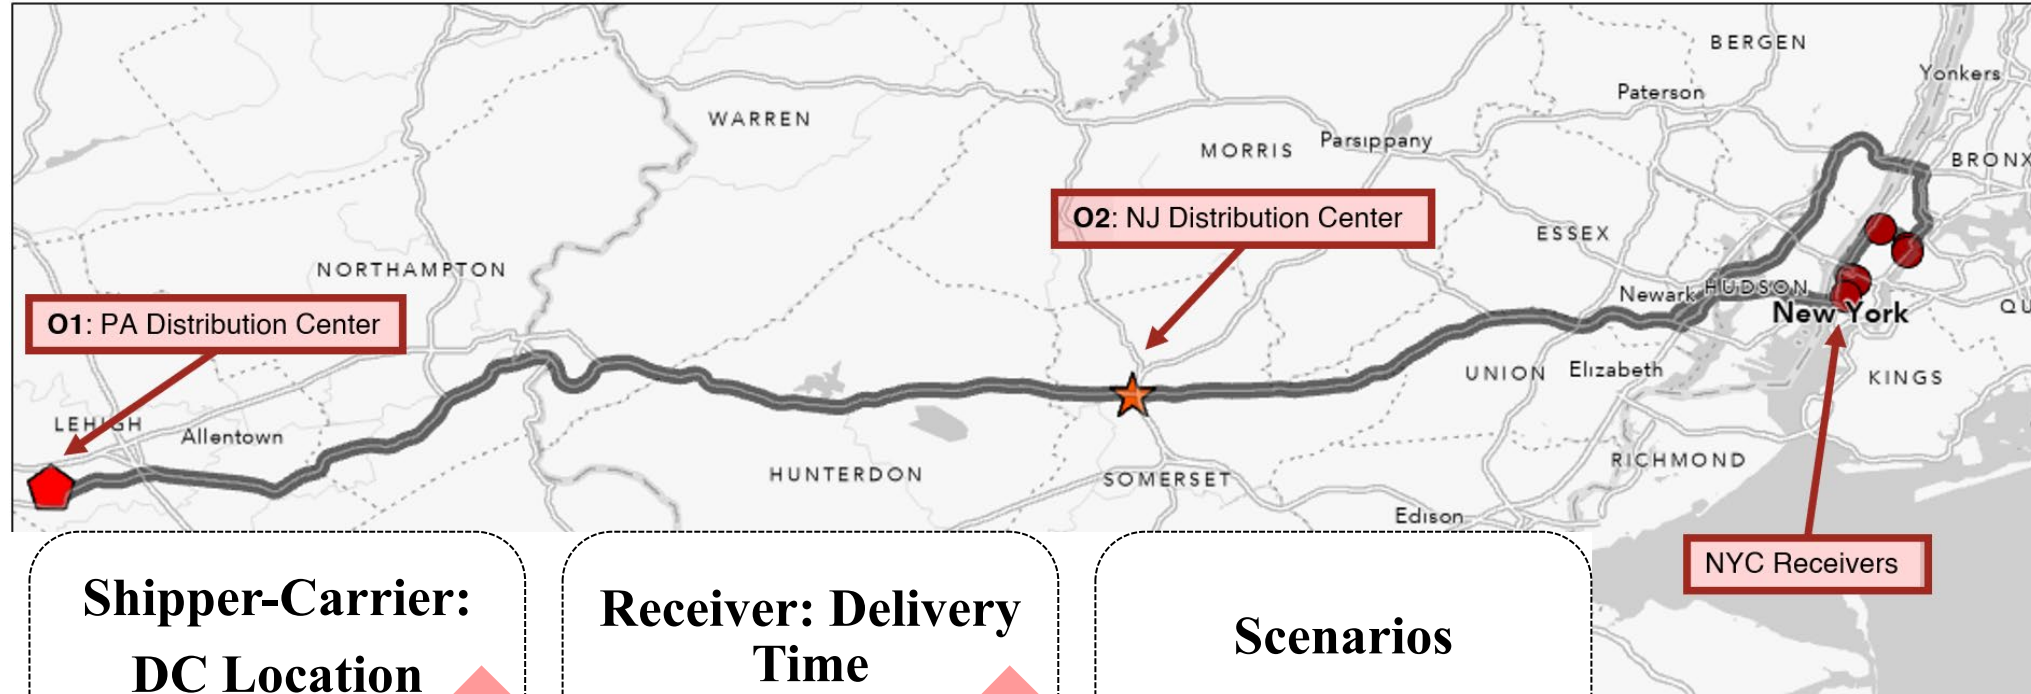 BERGEN
Yonkers
Paterson
WARREN
MORRIS
Parsippany
BRONX
O2: NJ Distribution Center
ESSEX
NORTHAMPTON
Newark
HUDSON
New York
QU
O1: PA Distribution Center
UNION
Elizabeth
KINGS
LEHIGH
Allentown
HUNTERDON
SOMERSET
RICHMOND
Edison
NYC Receivers
Shipper-Carrier:
DC Location
Receiver: Delivery
Time
Scenarios